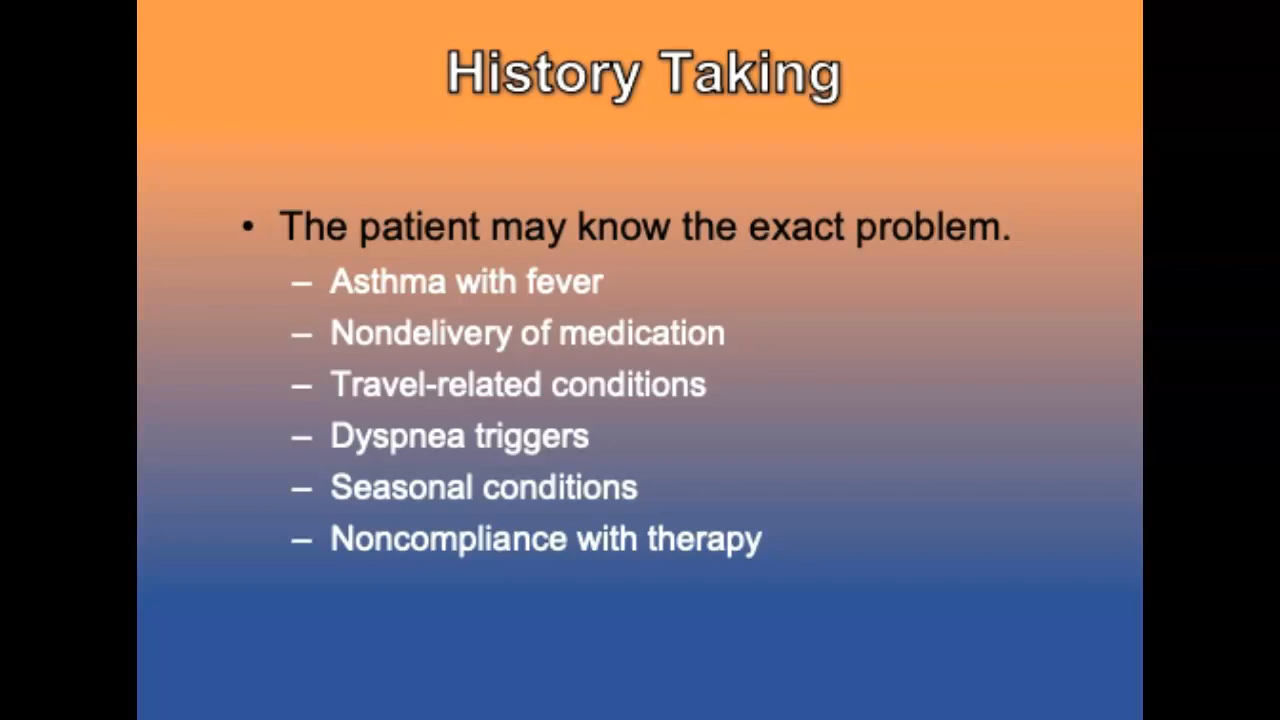 History Taking
• The patient may know the exact problem.
– Asthma with fever
– Nondelivery of medication
– Travel-related conditions
– Dyspnea triggers
– Seasonal conditions
– Noncompliance with therapy